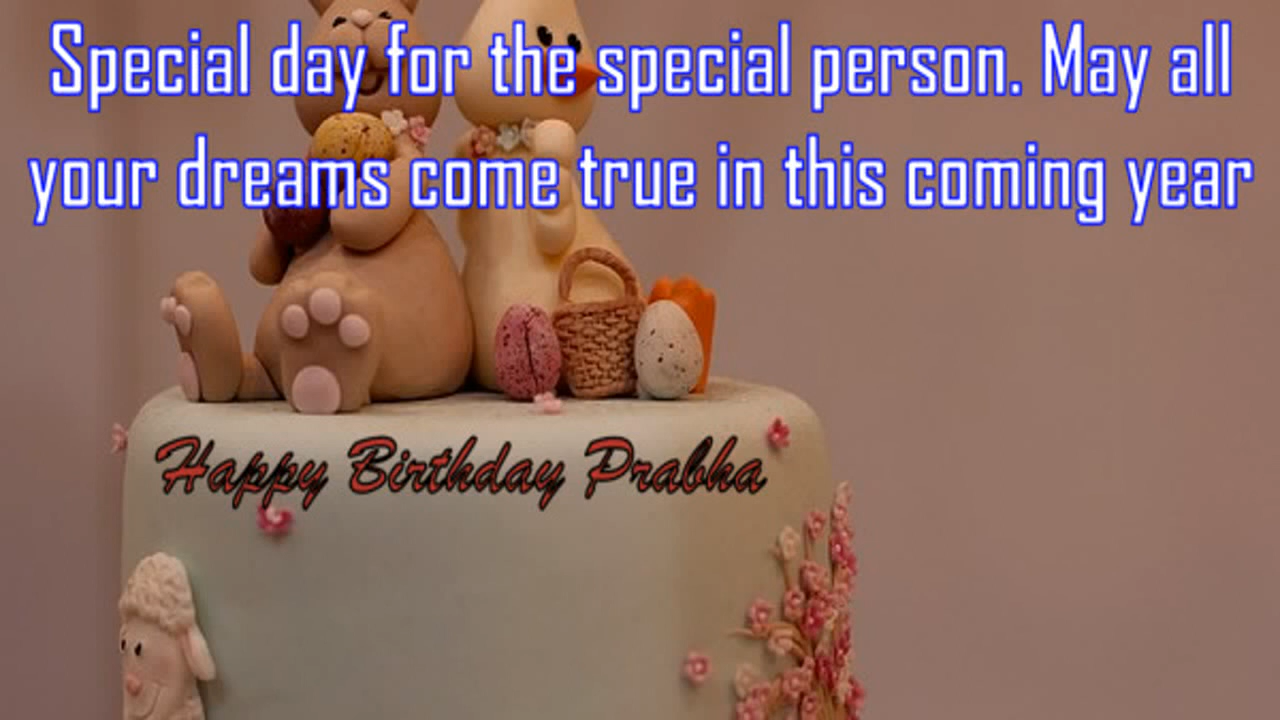 Special day for the special person. May all
your dreams come true in this coming year
Happy Birthday Prabha